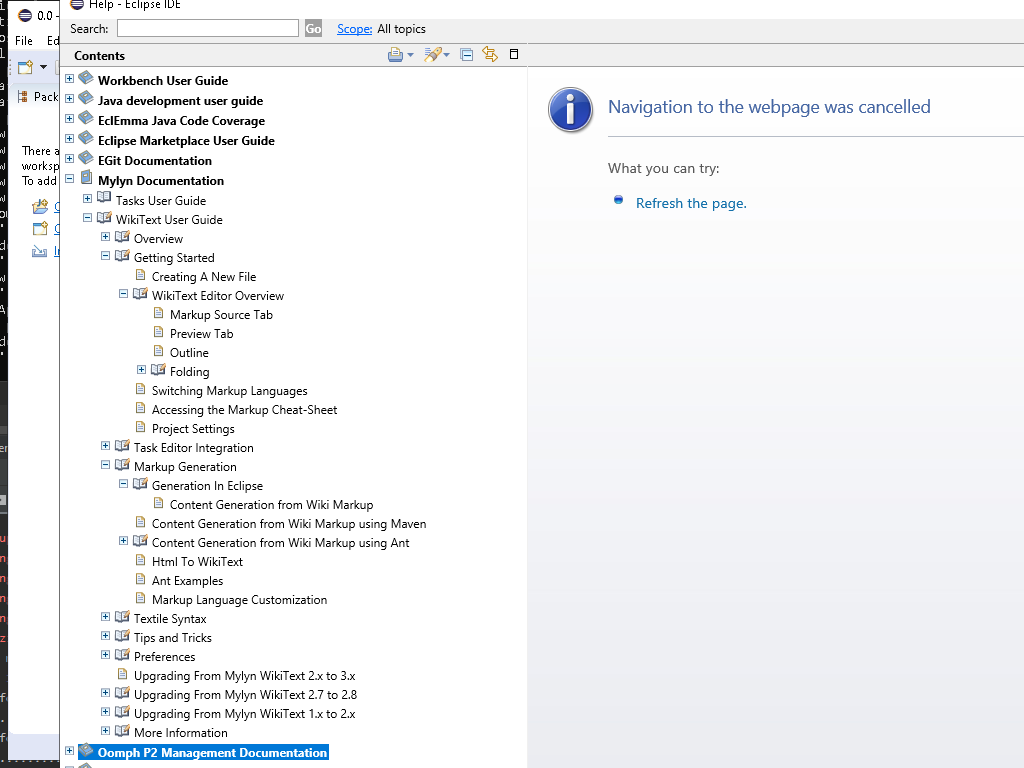 Help - Eclipse IDE
0.0 -
Search:
Go
Scope: All topics
File Ed
Contents
Pack
There a
worksp
To add
Workbench User Guide
Java development user guide
EclEmma Java Code Coverage
Eclipse Marketplace User Guide
EGit Documentation
Mylyn Documentation
Tasks User Guide
WikiText User Guide
Overview
Getting Started
Creating A New File
WikiText Editor Overview
Markup Source Tab
Preview Tab
Outline
Folding
Switching Markup Languages
Accessing the Markup Cheat-Sheet
Project Settings
Task Editor Integration
Markup Generation
Generation In Eclipse
Content Generation from Wiki Markup
Content Generation from Wiki Markup using Maven
Content Generation from Wiki Markup using Ant
Html To WikiText
Ant Examples
Markup Language Customization
Textile Syntax
Tips and Tricks
Preferences
Upgrading From Mylyn WikiText 2.x to 3.x
Upgrading From Mylyn WikiText 2.7 to 2.8
Upgrading From Mylyn WikiText 1.x to 2.x
More Information
Oomph P2 Management Documentation
Navigation to the webpage was cancelled
What you can try:
Refresh the page.